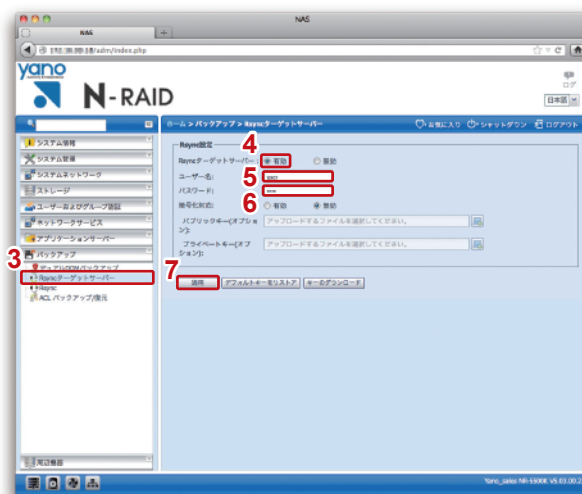 NAS
NAS
/adm/index.php
yano
N-RAID
ログ
日本語
ホーム > バックアップ > Rsyncターゲットサーバー
お気に入り
シャットダウン
ログアウト
システム情報
システム管理
システムネットワーク
ストレージ
ユーザーおよびグループ認証
ネットワークサービス
アプリケーションサーバー
3
バックアップ
デュアルDOMバックアップ
Rsyncターゲットサーバー
Rsync
ACL バックアップ/復元
周辺機器
Rsync設定
4
Rsyncターゲットサーバー:
有効
無効
5
ユーザー名:
パスワード:
6
暗号化対応:
有効
無効
パブリックキー(オプション):
アップロードするファイルを選択してください。
プライベートキー(オプション):
アップロードするファイルを選択してください。
7
適用
デフォルトキーをリストア
キーのダウンロード
Yano_sales NR-5500K V5.03.00.2